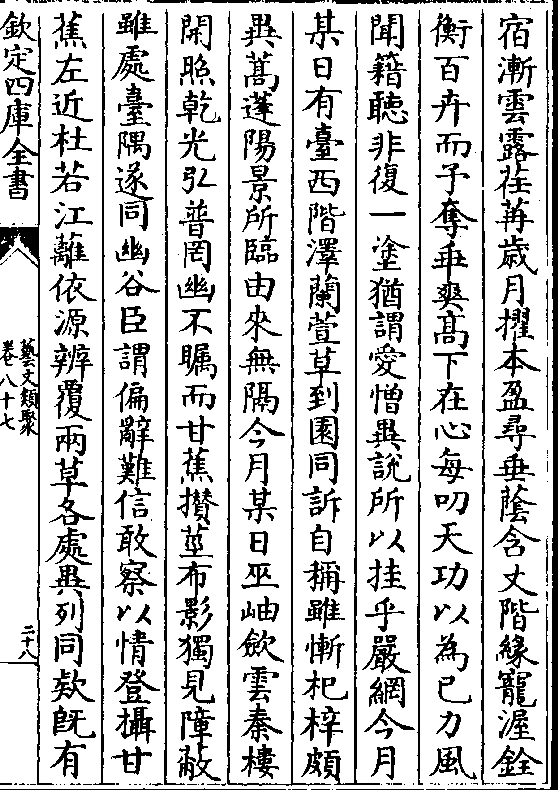 宿漸雲露荏苒歲月擢本盈尋垂蔭含丈階緣寵渥銓
衡百卉而予奪乖爽髙下在心每叨天功以為己力風
聞籍聽非復一塗猶謂愛憎異說所以挂乎嚴網今月
某日有臺西階澤蘭萱草到園同訴自稱雖慚杞梓頗
異蒿蓬陽景所臨由來無隔今月某日巫岫歛雲秦樓
開照乾光弘普罔幽不矚而甘蕉攢莖布影獨見障蔽
雖處臺隅遂同幽谷臣謂偏辭難信敢察以情登攝甘
蕉左近杜若江蘺依源辨覆兩草各處異列同欵既有
欽定四庫全書
藝文類聚
卷八十七
二十八